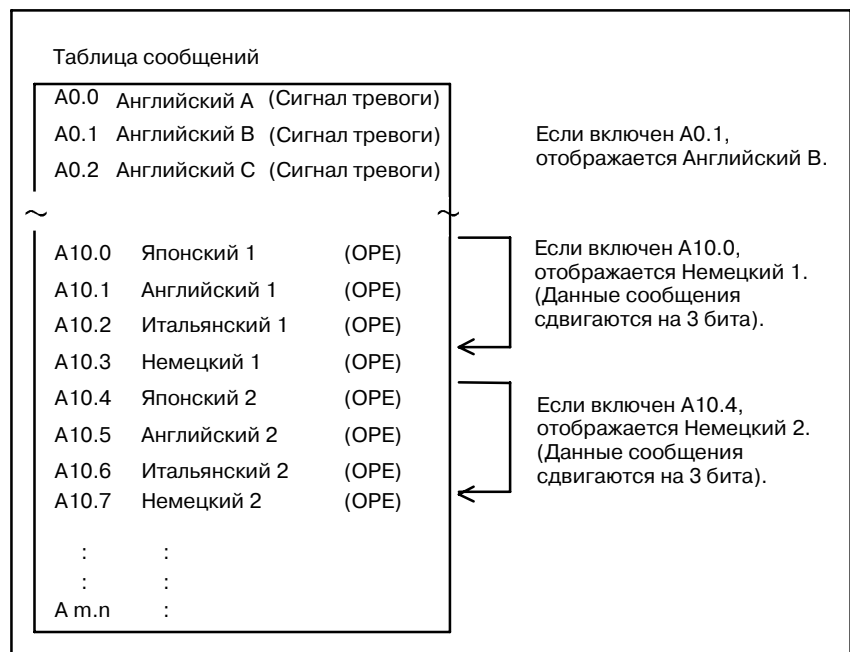 Таблица сообщений
A0.0 Английский A (Сигнал тревоги)
A0.1 Английский B (Сигнал тревоги)
A0.2 Английский C (Сигнал тревоги)
Если включен A0.1,
отображается Английский B.
~ ~
A10.0 Японский 1 (OPE)
A10.1 Английский 1 (OPE)
A10.2 Итальянский 1 (OPE)
A10.3 Немецкий 1 (OPE)
Если включен A10.0,
отображается Немецкий 1.
(Данные сообщения
сдвигаются на 3 бита).
A10.4 Японский 2 (OPE)
A10.5 Английский 2 (OPE)
A10.6 Итальянский 2 (OPE)
A10.7 Немецкий 2 (OPE)
Если включен A10.4,
отображается Немецкий 2.
(Данные сообщения
сдвигаются на 3 бита).
: :
: :
A m.n :